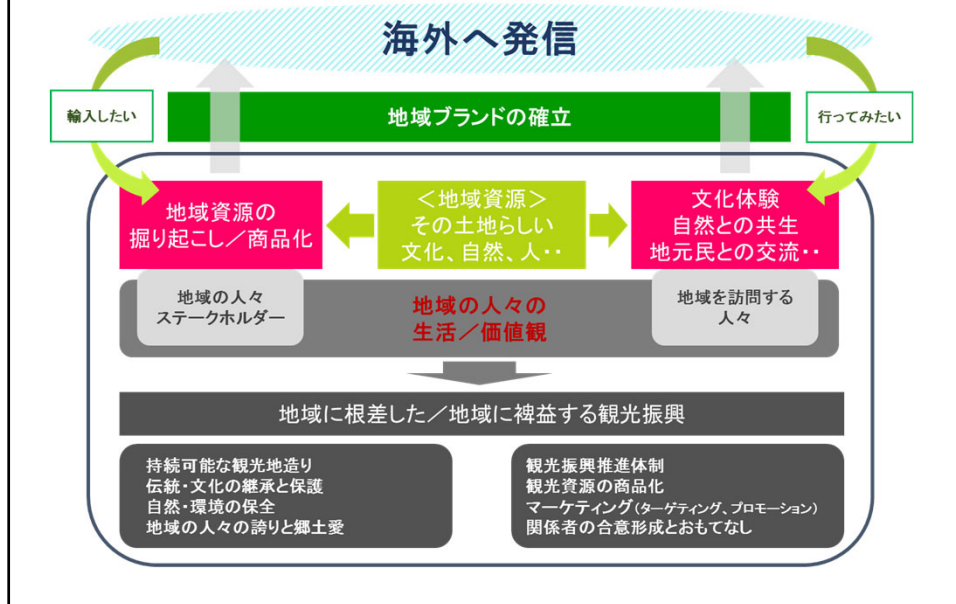 海外へ発信
輸入したい
地域ブランドの確立
行ってみたい
地域資源の
掘り起こし／商品化
＜地域資源＞
その土地らしい
文化、自然、人‥
文化体験
自然との共生
地元民との交流‥
地域の人々
ステークホルダー
地域の人々の
生活／価値観
地域を訪問する
人々
地域に根差した／地域に裨益する観光振興
持続可能な観光地造り
伝統・文化の継承と保護
自然・環境の保全
地域の人々の誇りと郷土愛
観光振興推進体制
観光資源の商品化
マーケティング(ターゲティング、プロモーション)
関係者の合意形成とおもてなし